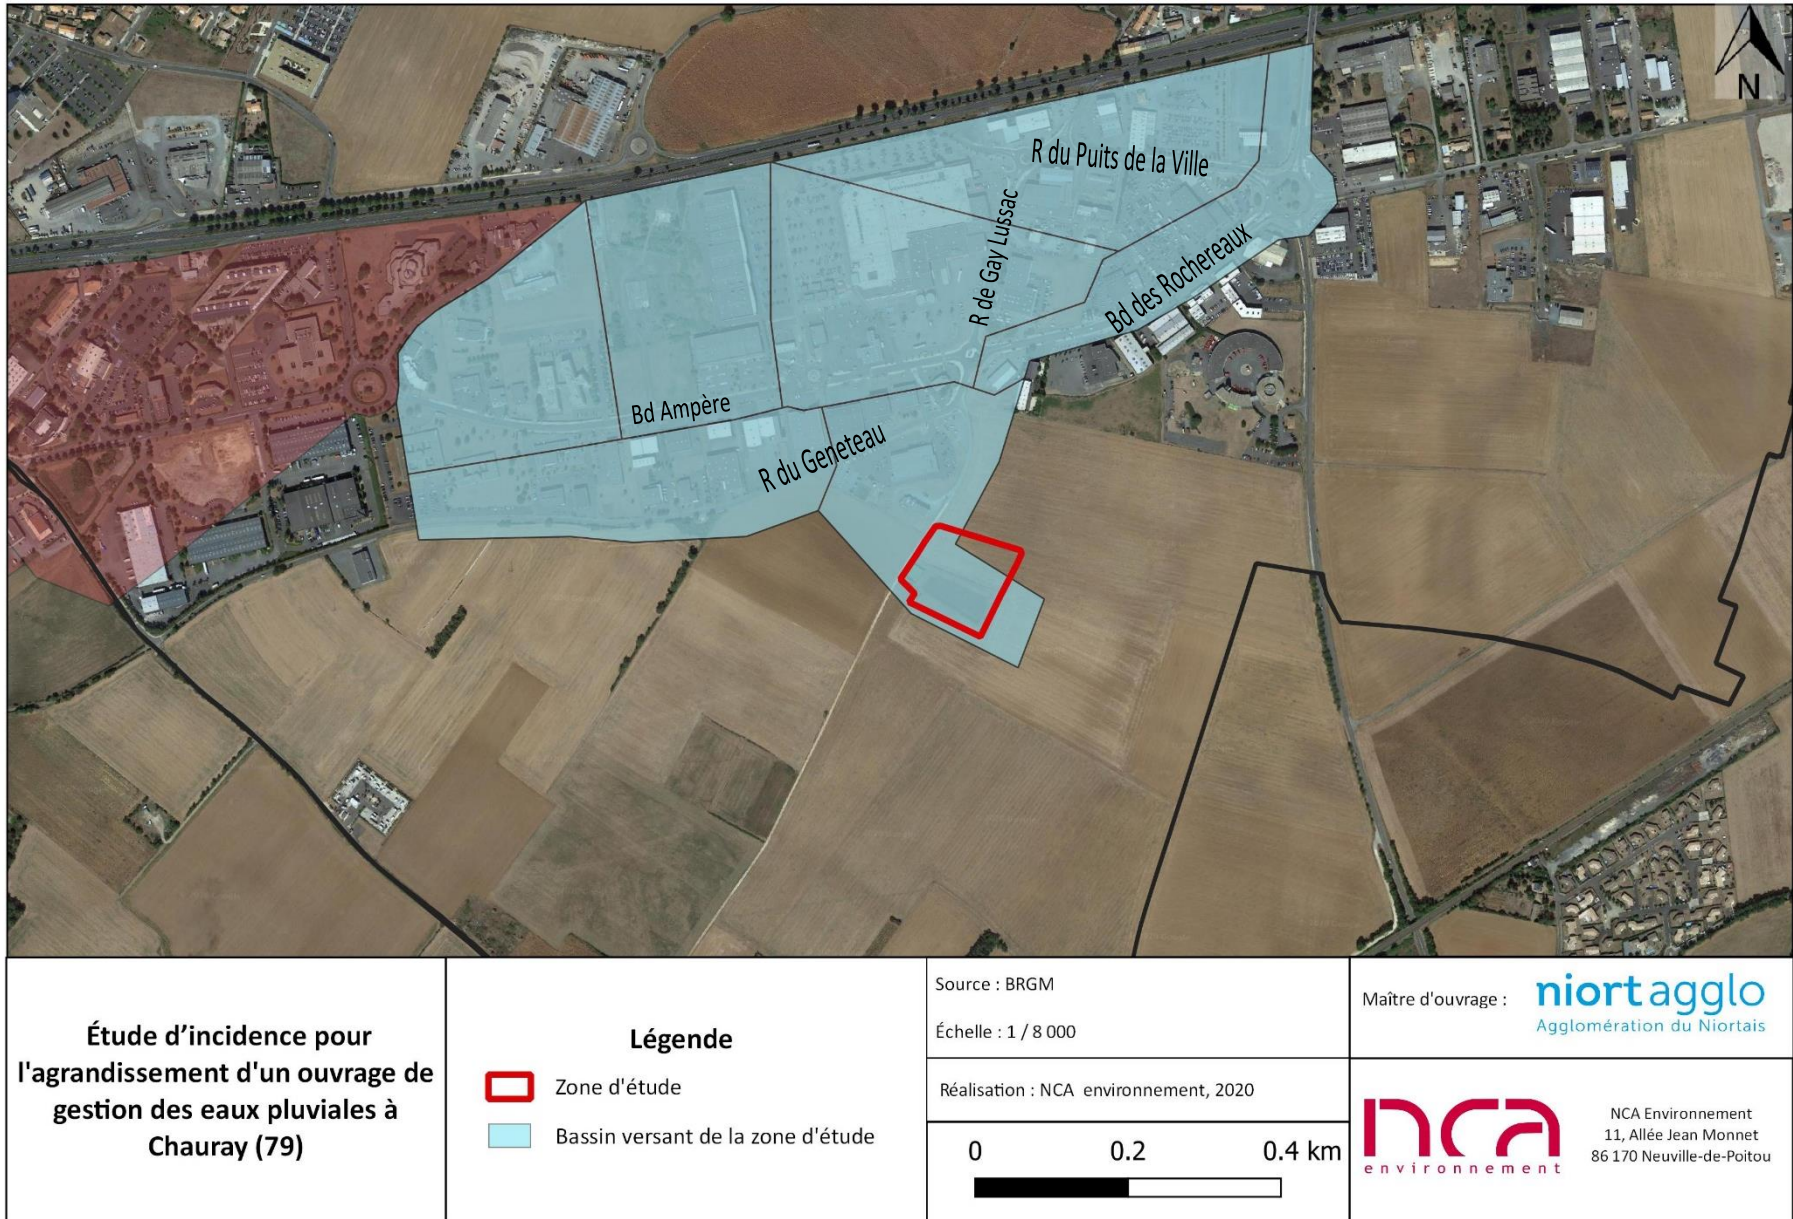 N
R du Puits de la Ville
R de Gay Lussac
Bd des Rochereaux
Bd Ampère
R du Geneteau
Étude d’incidence pour
l'agrandissement d'un ouvrage de
gestion des eaux pluviales à
Chauray (79)
Légende
Zone d'étude
Bassin versant de la zone d'étude
Source : BRGM
Échelle : 1 / 8 000
Réalisation : NCA environnement, 2020
0 0.2 0.4 km
Maître d'ouvrage :
niort agglo
Agglomération du Niortais
nca
environnement
NCA Environnement
11, Allée Jean Monnet
86 170 Neuville-de-Poitou